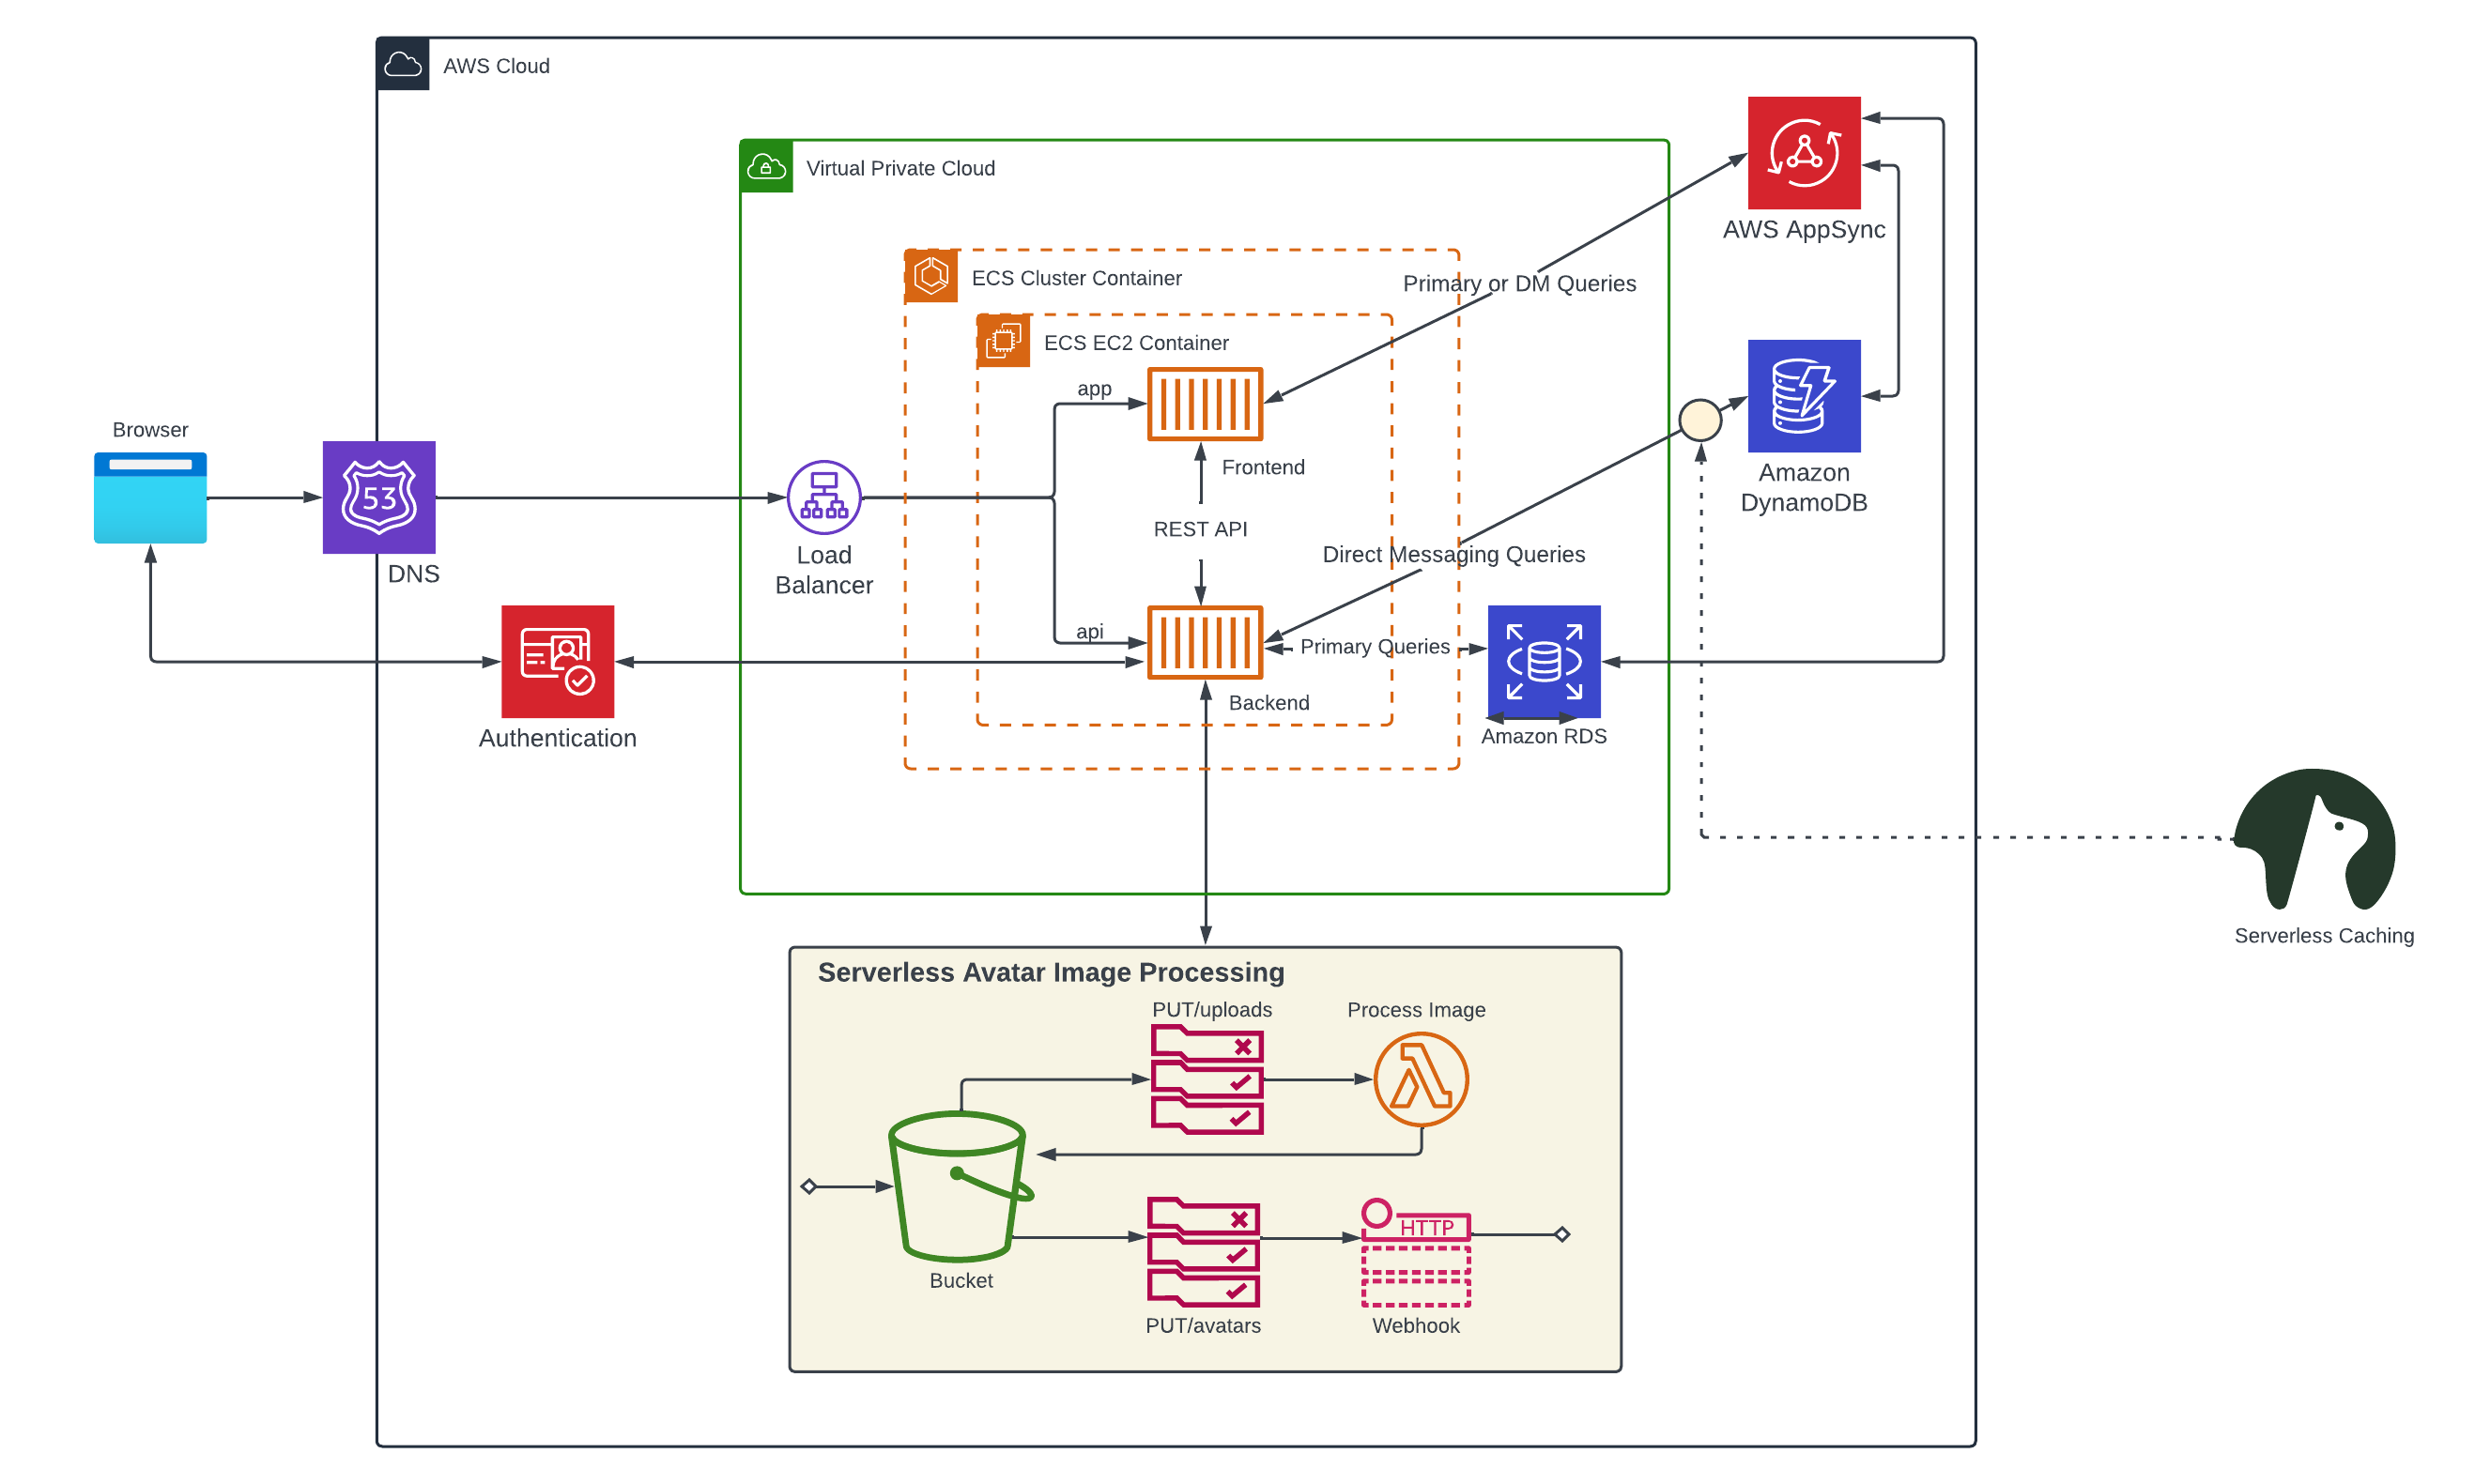 AWS Cloud
Virtual Private Cloud
AWS AppSync
ECS Cluster Container
Primary or DM Queries
ECS EC2 Container
app
Browser
Frontend
Amazon
DynamoDB
53
REST API
DNS
Load
Balancer
Direct Messaging Queries
api
Primary Queries
Backend
Authentication
Amazon RDS
Serverless Caching
Serverless Avatar Image Processing
PUT/uploads
Process Image
HTTP
Bucket
PUT/avatars
Webhook